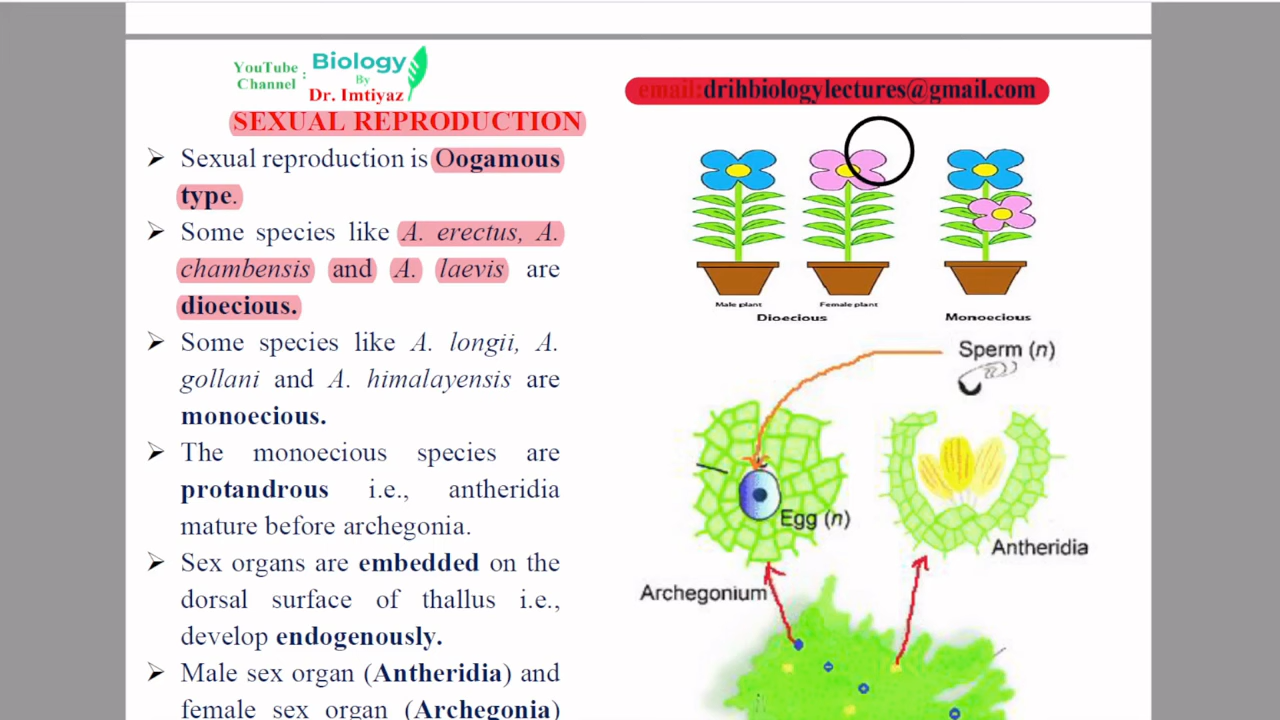 YouTube
Channel :
Biology
By
Dr. Imtiyaz
email:drihbiologylectures@gmail.com
SEXUAL REPRODUCTION
➢ Sexual reproduction is Oogamous
type.
➢ Some species like A. erectus, A.
chambensis and A. laevis are
dioecious.
➢ Some species like A. longii, A.
gollani and A. himalayensis are
monoecious.
➢ The monoecious species are
protandrous i.e., antheridia
mature before archegonia.
➢ Sex organs are embedded on the
dorsal surface of thallus i.e.,
develop endogenously.
➢ Male sex organ (Antheridia) and
female sex organ (Archegonia)
Male plant
Female plant
Dioecious
Monoecious
Sperm (n)
Egg (n)
Antheridia
Archegonium